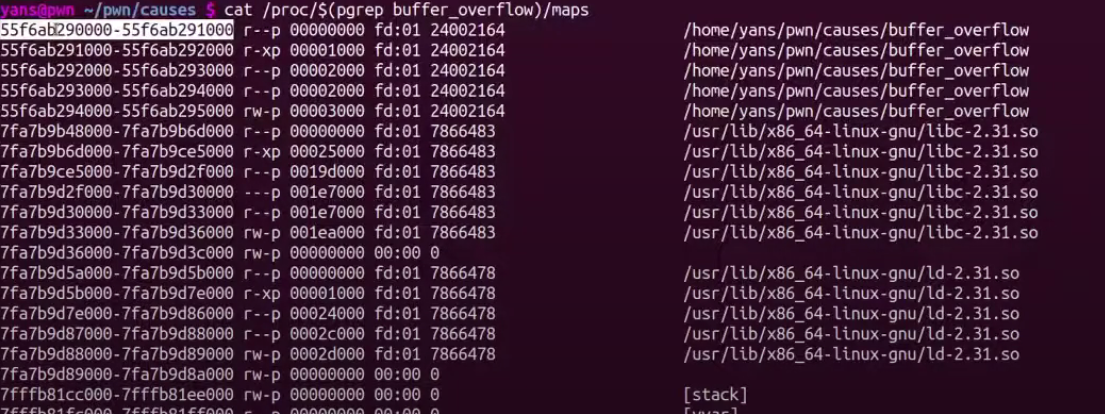 yans@pwn ~/pwn/causes $ cat /proc/$(pgrep buffer_overflow)/maps
55f6ab290000-55f6ab291000 r--p 00000000 fd:01 24002164 /home/yans/pwn/causes/buffer_overflow
55f6ab291000-55f6ab292000 r-xp 00001000 fd:01 24002164 /home/yans/pwn/causes/buffer_overflow
55f6ab292000-55f6ab293000 r--p 00002000 fd:01 24002164 /home/yans/pwn/causes/buffer_overflow
55f6ab293000-55f6ab294000 r--p 00002000 fd:01 24002164 /home/yans/pwn/causes/buffer_overflow
55f6ab294000-55f6ab295000 rw-p 00003000 fd:01 24002164 /home/yans/pwn/causes/buffer_overflow
7fa7b9b48000-7fa7b9b6d000 r--p 00000000 fd:01 7866483 /usr/lib/x86_64-linux-gnu/libc-2.31.so
7fa7b9b6d000-7fa7b9ce5000 r-xp 00025000 fd:01 7866483 /usr/lib/x86_64-linux-gnu/libc-2.31.so
7fa7b9ce5000-7fa7b9d2f000 r--p 0019d000 fd:01 7866483 /usr/lib/x86_64-linux-gnu/libc-2.31.so
7fa7b9d2f000-7fa7b9d30000 ---p 001e7000 fd:01 7866483 /usr/lib/x86_64-linux-gnu/libc-2.31.so
7fa7b9d30000-7fa7b9d33000 r--p 001e7000 fd:01 7866483 /usr/lib/x86_64-linux-gnu/libc-2.31.so
7fa7b9d33000-7fa7b9d36000 rw-p 001ea000 fd:01 7866483 /usr/lib/x86_64-linux-gnu/libc-2.31.so
7fa7b9d36000-7fa7b9d3c000 rw-p 00000000 00:00 0
7fa7b9d5a000-7fa7b9d5b000 r--p 00000000 fd:01 7866478 /usr/lib/x86_64-linux-gnu/ld-2.31.so
7fa7b9d5b000-7fa7b9d7e000 r-xp 00001000 fd:01 7866478 /usr/lib/x86_64-linux-gnu/ld-2.31.so
7fa7b9d7e000-7fa7b9d86000 r--p 00024000 fd:01 7866478 /usr/lib/x86_64-linux-gnu/ld-2.31.so
7fa7b9d87000-7fa7b9d88000 r--p 0002c000 fd:01 7866478 /usr/lib/x86_64-linux-gnu/ld-2.31.so
7fa7b9d88000-7fa7b9d89000 rw-p 0002d000 fd:01 7866478 /usr/lib/x86_64-linux-gnu/ld-2.31.so
7fa7b9d89000-7fa7b9d8a000 rw-p 00000000 00:00 0
7fffb81cc000-7fffb81ee000 rw-p 00000000 00:00 0 [stack]